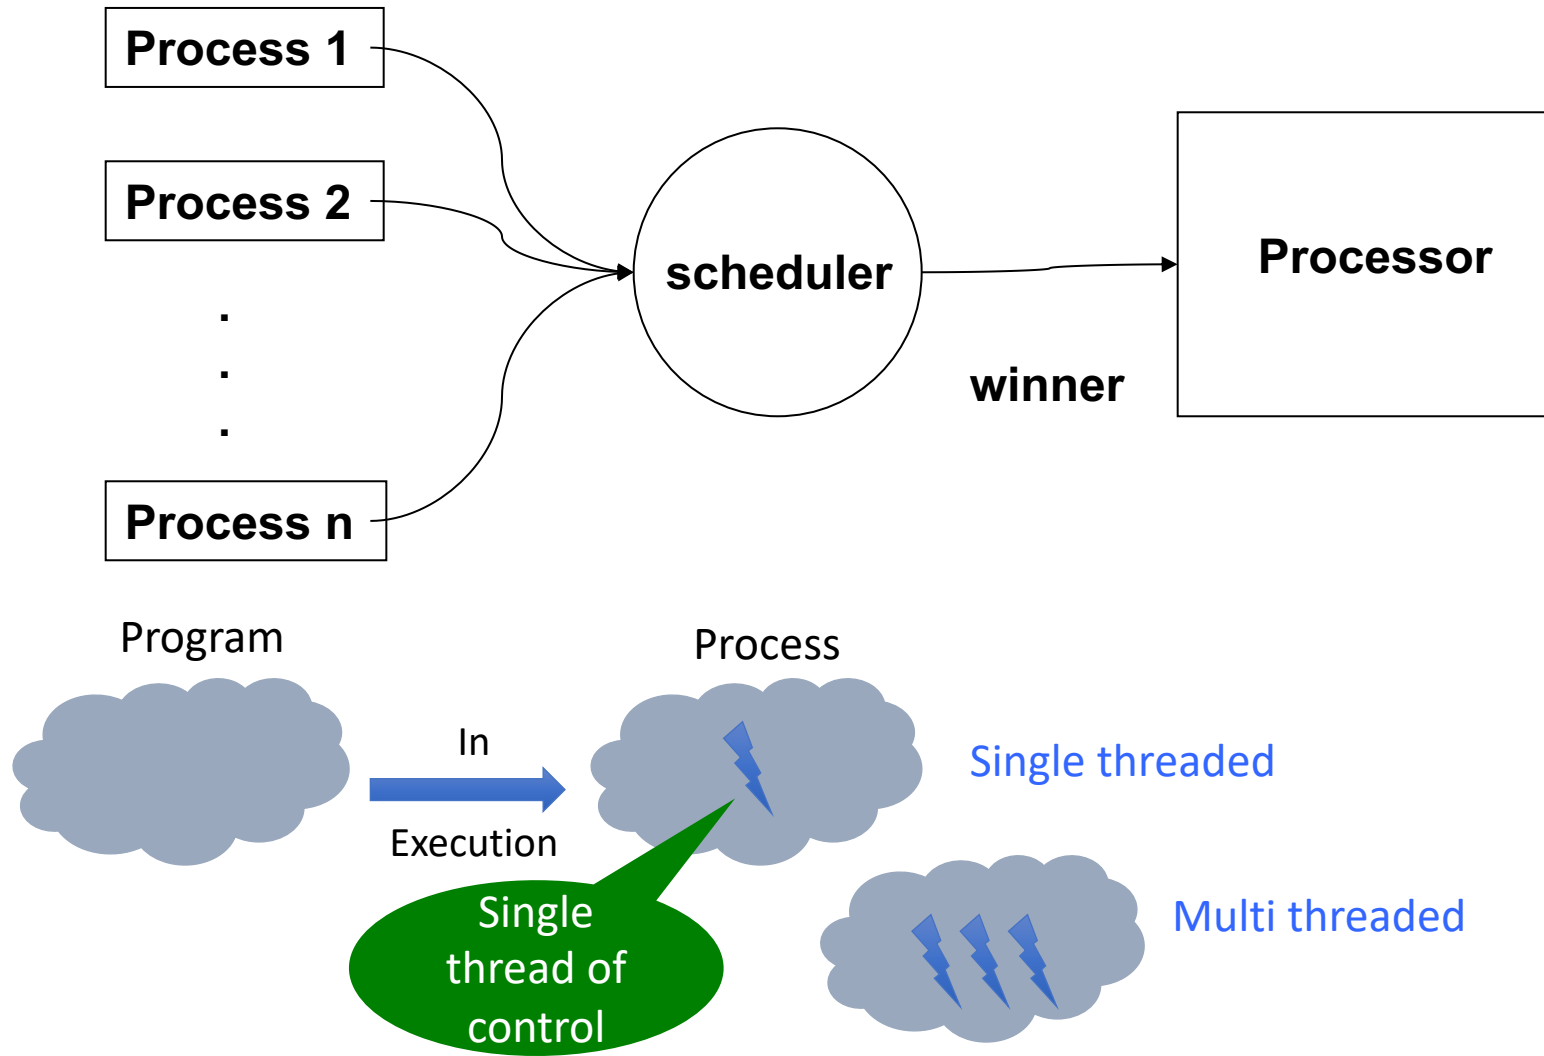 Process 1
Process 2
.
.
.
Process n
scheduler
winner
Processor
Program
In
Execution
Process
Single threaded
Single
thread of
control
Multi threaded